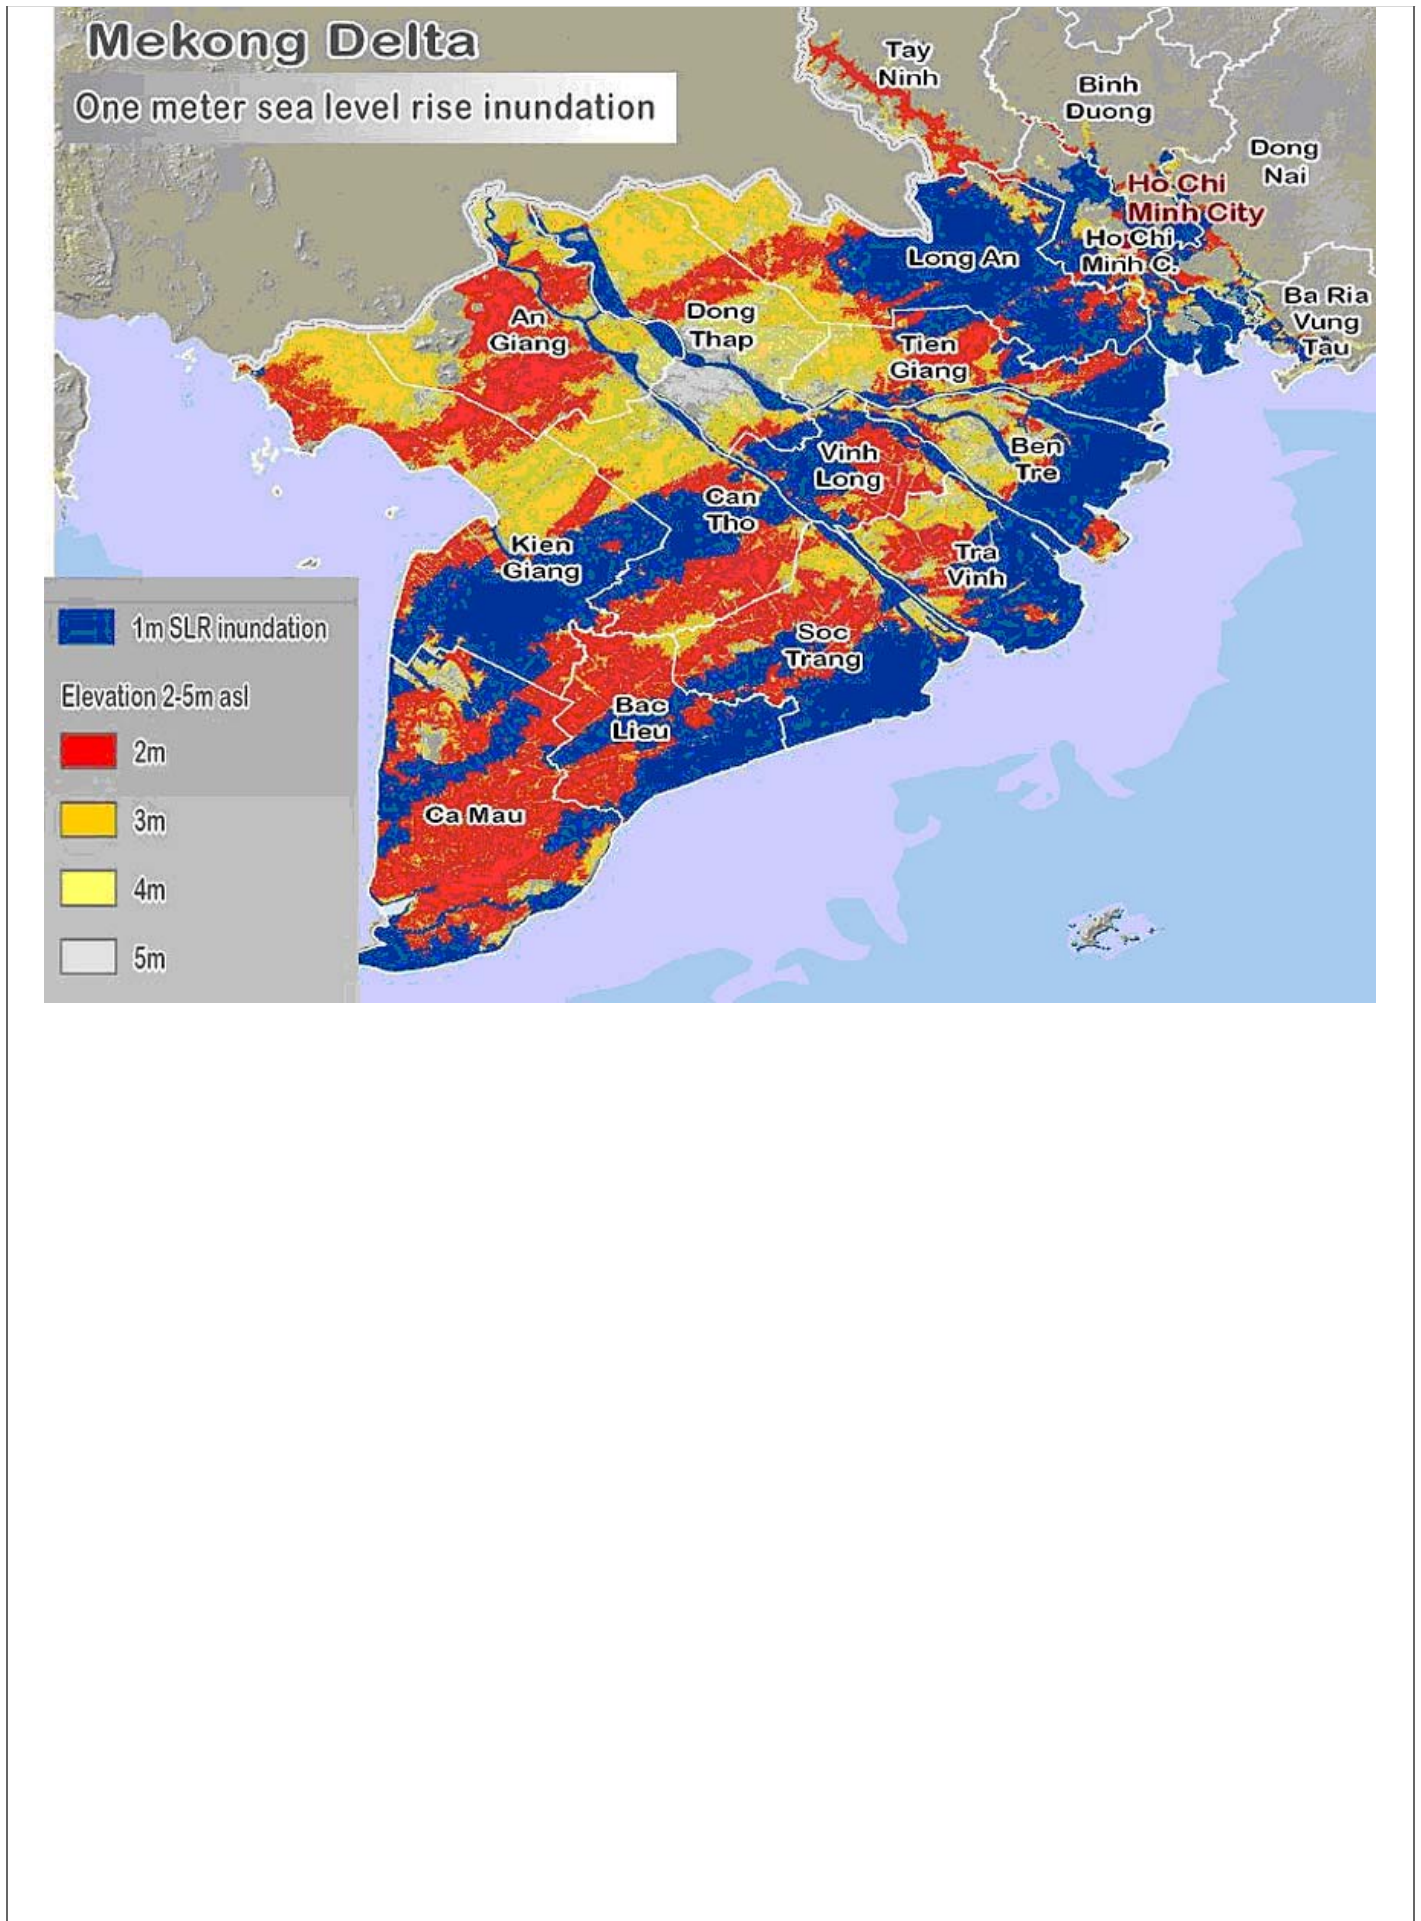 Mekong Delta
One meter sea level rise inundation
Tay
Ninh
Binh
Duong
Dong
Nai
Ho Chi
Minh City
Ho Chi
Minh C.
Long An
Ba Ria
Vung
Tau
An
Giang
Dong
Thap
Tien
Giang
Ben
Tre
Vinh
Long
Can
Tho
Kien
Giang
Tra
Vinh
Soc
Trang
Bac
Lieu
Ca Mau
1m SLR inundation
Elevation 2-5m asl
2m
3m
4m
5m